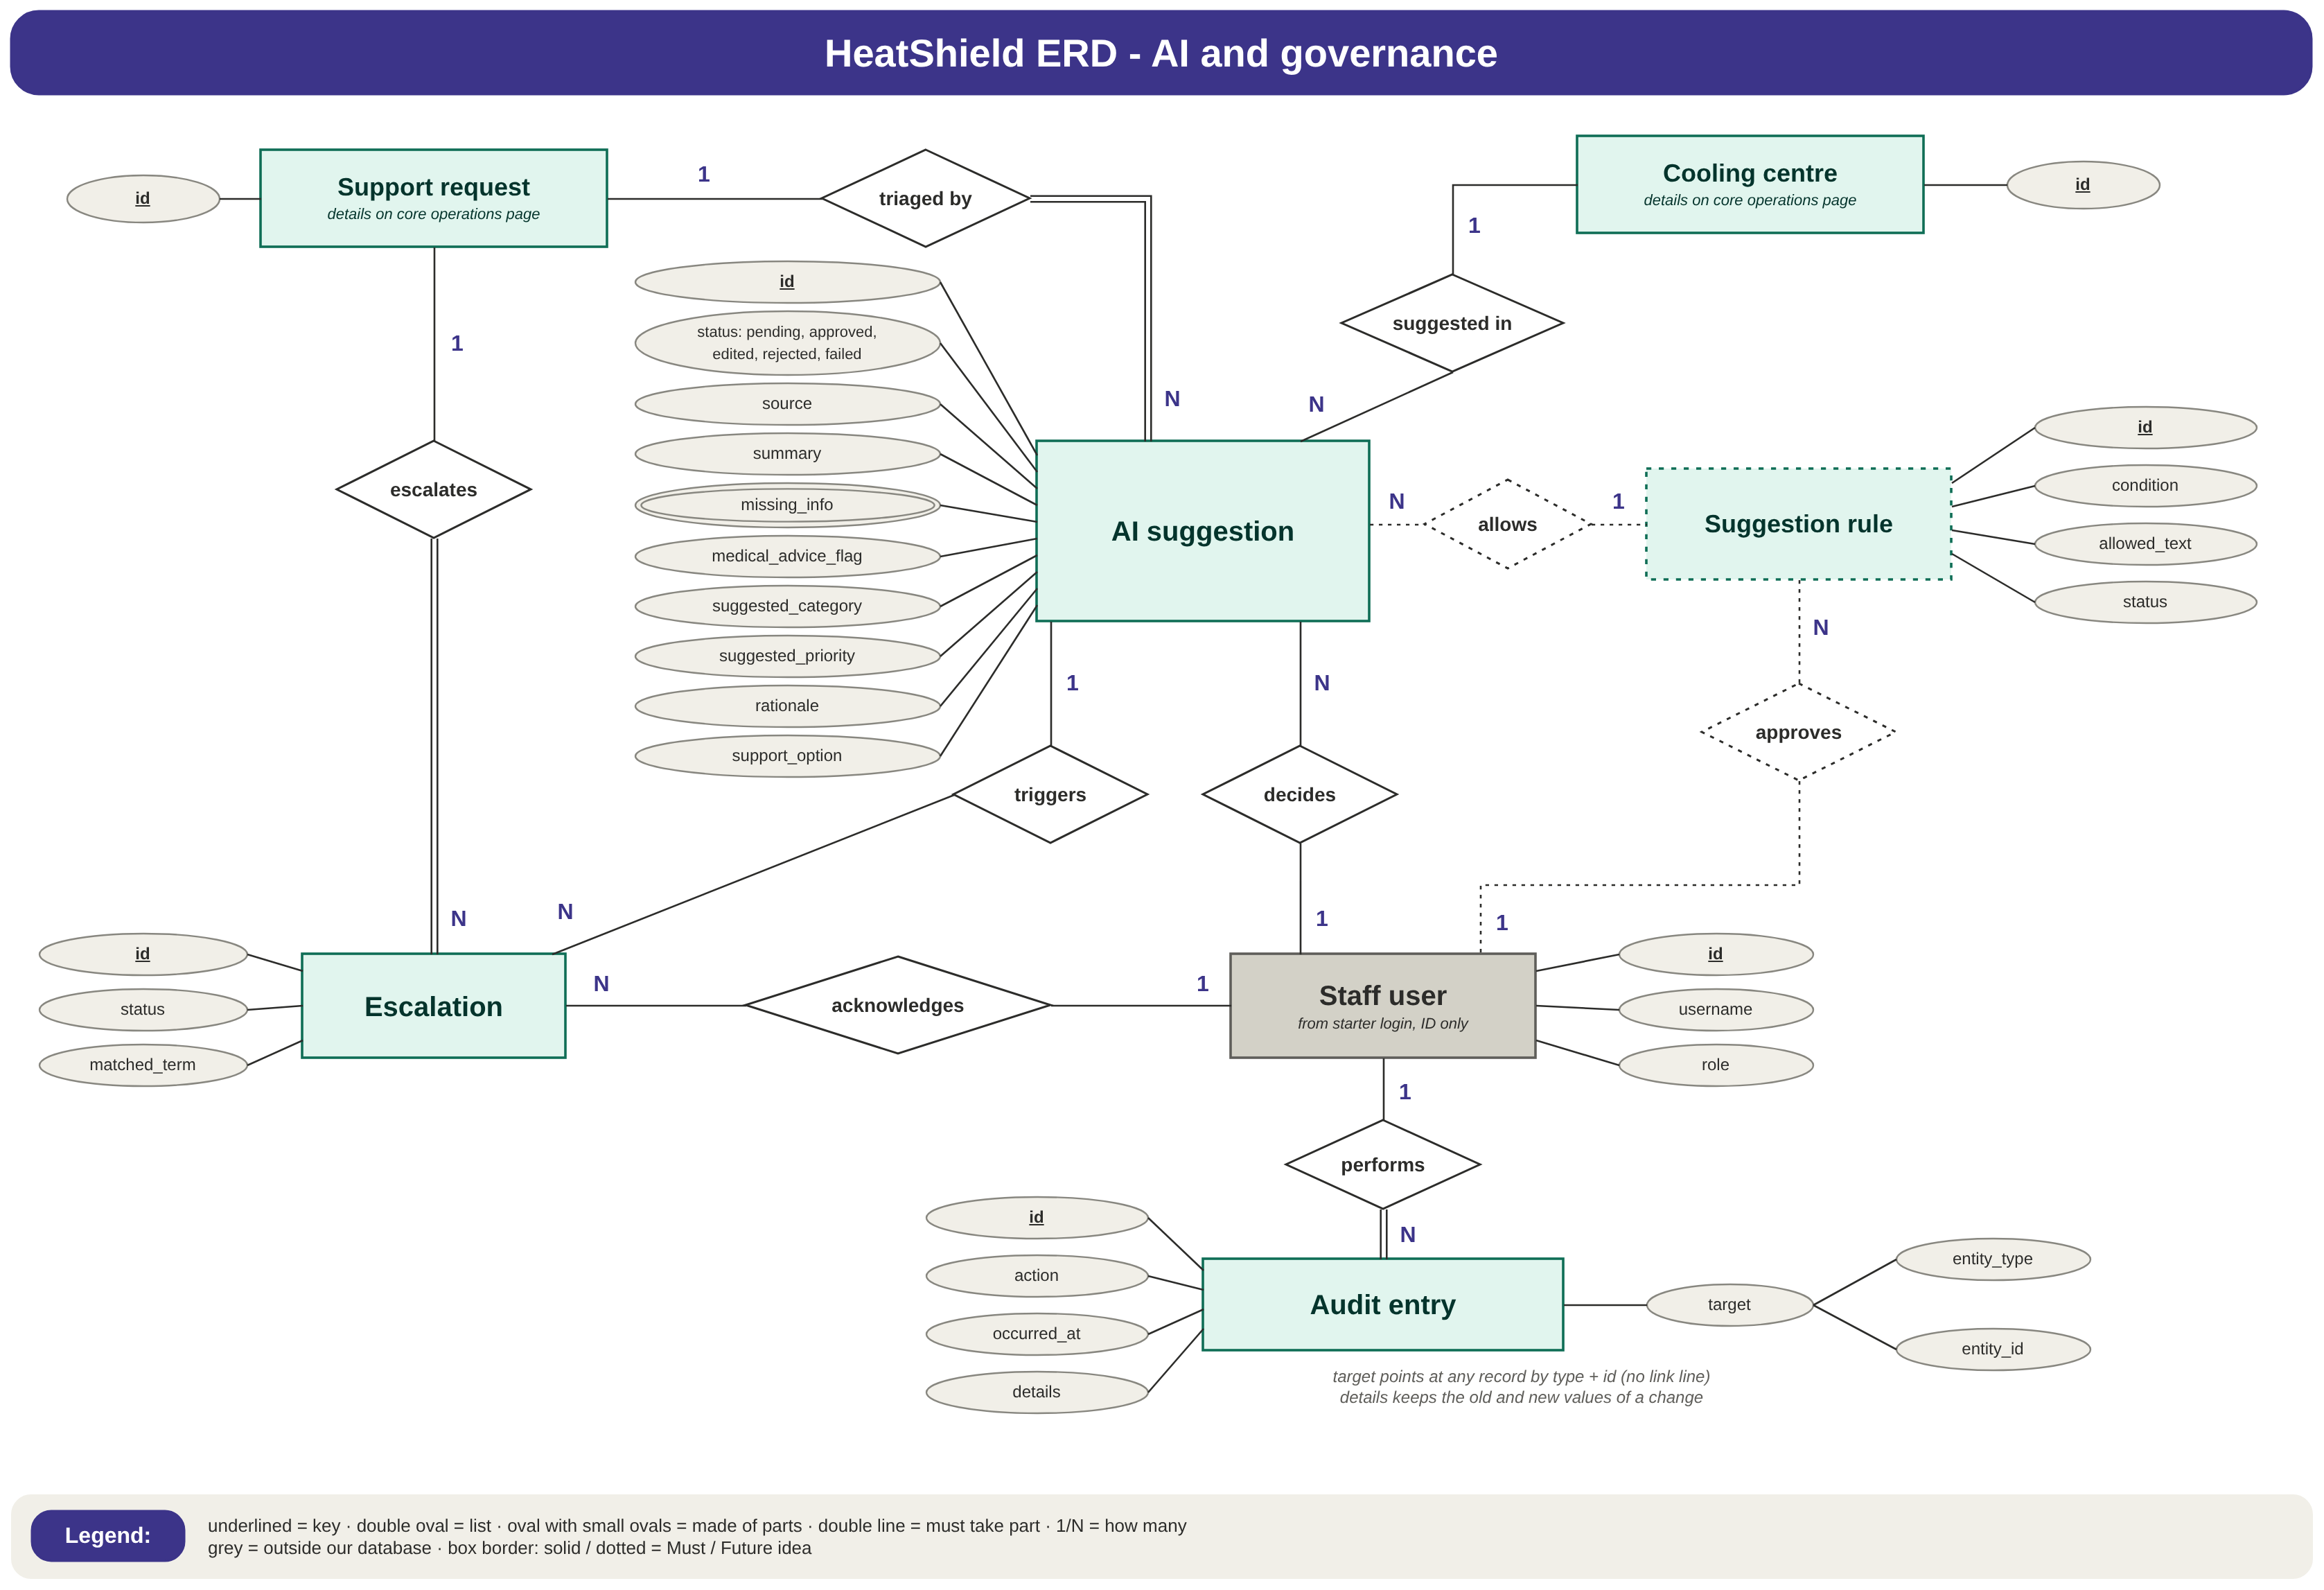 HeatShield ERD - AI and governance
Support request
details on core operations page
id
1
triaged by
Cooling centre
details on core operations page
id
1
suggested in
N
N
1
escalates
N
id
status: pending, approved,
edited, rejected, failed
source
summary
missing_info
medical_advice_flag
suggested_category
suggested_priority
rationale
support_option
AI suggestion
N
allows
1
Suggestion rule
id
condition
allowed_text
status
1
triggers
N
N
decides
1
N
approves
1
id
status
matched_term
Escalation
N
acknowledges
1
Staff user
from starter login, ID only
id
username
role
1
performs
N
id
action
occurred_at
details
Audit entry
target
entity_type
entity_id
target points at any record by type + id (no link line)
details keeps the old and new values of a change
Legend:
underlined = key · double oval = list · oval with small ovals = made of parts · double line = must take part · 1/N = how many
grey = outside our database · box border: solid / dotted = Must / Future idea